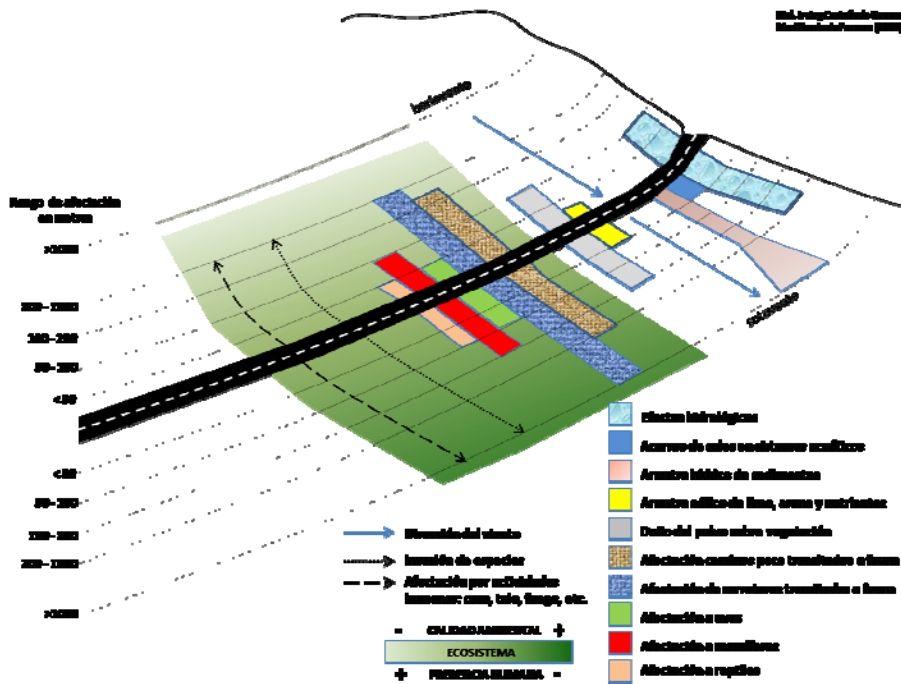 barlovento
Rango de afectación
en metros
>1000
200 - 1000
100 - 200
50 - 100
< 50
sotavento
< 50
50 - 100
100 - 200
200 - 1000
>1000
Efectos hidrológicos
Acarreo de sales en sistemas acuáticos
Arrastre hídrico de sedimentos
Arrastre eólico de limo, arena y nutrientes
Daño del polvo sobre vegetación
Afectación caminos poco transitados a fauna
Afectación de carreteras transitadas a fauna
Afectación a aves
Afectación a mamíferos
Afectación a reptiles
Dirección del viento
Invasión de especies
Afectación por actividades
humanas: caza, tala, fuego, etc.
- CALIDAD AMBIENTAL +
ECOSISTEMA
+ PRESENCIA HUMANA -